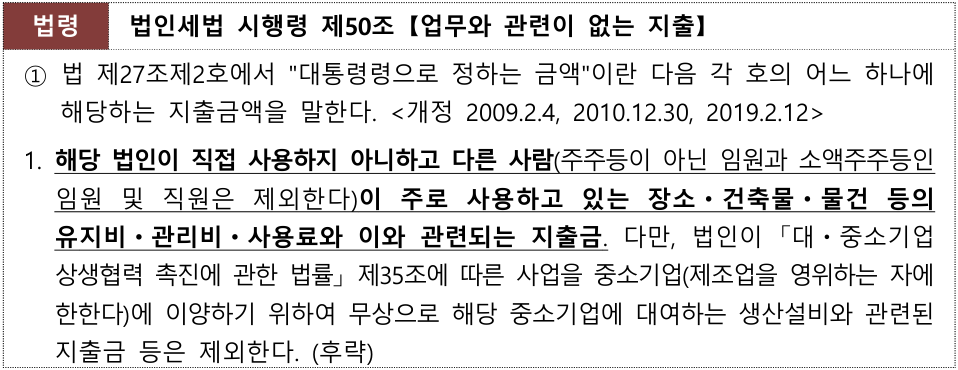 법령 법인세법 시행령 제50조【업무와 관련이 없는 지출】
① 법 제27조제2호에서 "대통령령으로 정하는 금액"이란 다음 각 호의 어느 하나에
해당하는 지출금액을 말한다. <개정 2009.2.4, 2010.12.30, 2019.2.12>
1. 해당 법인이 직접 사용하지 아니하고 다른 사람(주주등이 아닌 임원과 소액주주등인
임원 및 직원은 제외한다)이 주로 사용하고 있는 장소・건축물・물건 등의
유지비・관리비・사용료와 이와 관련되는 지출금. 다만, 법인이「대・중소기업
상생협력 촉진에 관한 법률」제35조에 따른 사업을 중소기업(제조업을 영위하는 자에
한한다)에 이양하기 위하여 무상으로 해당 중소기업에 대여하는 생산설비와 관련된
지출금 등은 제외한다. (후략)